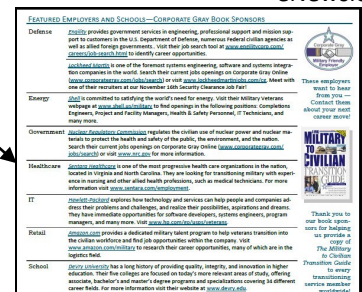 FEATURED EMPLOYERS AND SCHOOLS—CORPORATE GRAY BOOK SPONSORS
Defense
Engility provides government services in engineering, professional support and mission sup-
port to customers in the U.S. Department of Defense, numerous Federal civilian agencies as
well as allied foreign governments. Visit their job search tool at www.engilitycorp.com/
careers/job-search.html to identify career opportunities.
Lockheed Martin is one of the foremost systems engineering, software and systems integra-
tion companies in the world. Search their current jobs openings on Corporate Gray Online
(www.corporategray.com/jobs/search) or visit www.lockheedmartinjobs.com/cg. Meet with
one of their recruiters at our November 16th Security Clearance Job Fair!
Energy
Shell is committed to satisfying the world's need for energy. Visit their Military Veterans
webpage at www.shell.us/military to find openings in the following positions: Completions
Engineers, Project and Facility Managers, Health & Safety Personnel, IT Technicians, and
many more.
Government
Nuclear Regulatory Commission regulates the civilian use of nuclear power and nuclear ma-
terials to protect the health and safety of the public, the environment, and the nation.
Search their current job openings on Corporate Gray Online (www.corporategray.com/
jobs/search) or visit www.nrc.gov for more information.
Healthcare
Sentara Healthcare is one of the most progressive health care organizations in the nation,
located in Virginia and North Carolina. They are looking for transitioning military with experi-
ence in nursing and other allied health professions, such as medical technicians. For more
information visit www.sentara.com/employment.
IT
Hewlett-Packard explores how technology and services can help people and companies ad-
dress their problems and challenges, and realize their possibilities, aspirations and dreams.
They have immediate opportunities for software developers, systems engineers, program
managers, and many more. Visit www.hp.com/go/jobs/veterans.
Retail
Amazon.com provides a dedicated military talent program to help veterans transition into
the civilian workforce and find job opportunities within the company. Visit
www.amazon.com/military to research their career opportunities, many of which are in the
logistics field.
School
Devry University has a long history of providing quality, integrity, and innovation in higher
education. Their five colleges are focused on today's more relevant areas of study, offering
associate, bachelor's and master's degree programs and specializations covering 34 different
career fields. For more information visit their website at www.devry.edu.
Corporate Gray
Military Friendly
Employer
These employers
want to hear
from you —
Contact them
about your next
career move!
MILITARY
TO
CIVILIAN
Thank you to
our book spon-
sors for helping
us provide a
copy of
The Military
to Civilian
Transition Guide
to every
transitioning
service member
worldwide!